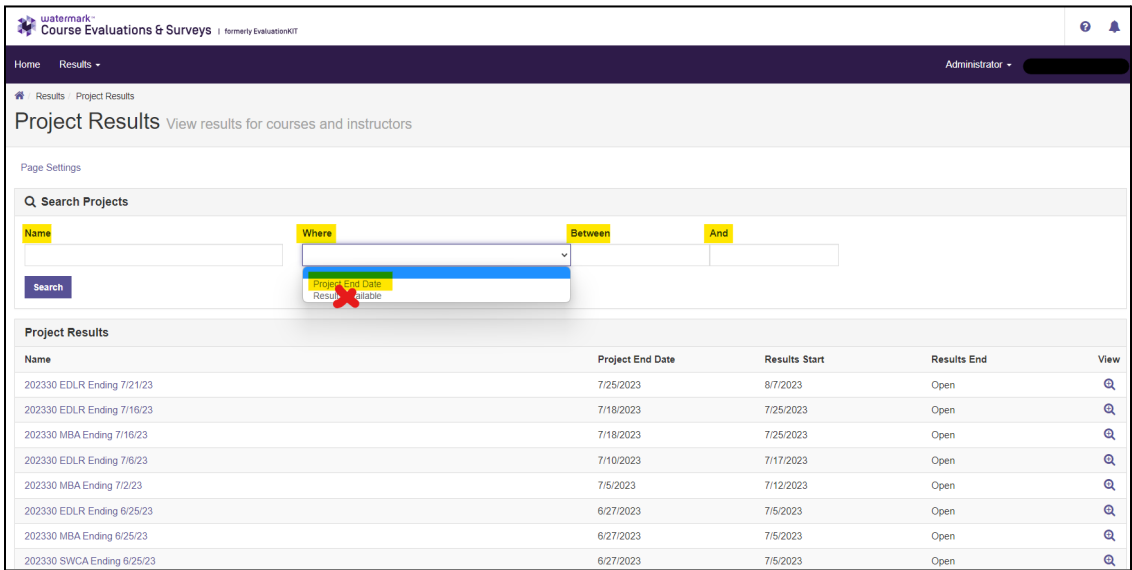 watermark™
Course Evaluations & Surveys | formerly EvaluationKIT
Home Results Administrator
Results / Project Results
Project Results View results for courses and instructors
Page Settings
Search Projects
Name Where Between And
Search
Project End Date
Project Results
Name Project End Date Results Start Results End View
202330 EDLR Ending 7/21/23 7/25/2023 8/7/2023 Open
202330 EDLR Ending 7/16/23 7/18/2023 7/25/2023 Open
202330 MBA Ending 7/16/23 7/18/2023 7/25/2023 Open
202330 EDLR Ending 7/6/23 7/10/2023 7/17/2023 Open
202330 MBA Ending 7/2/23 7/5/2023 7/12/2023 Open
202330 EDLR Ending 6/25/23 6/27/2023 7/5/2023 Open
202330 MBA Ending 6/25/23 6/27/2023 7/5/2023 Open
202330 SWCA Ending 6/25/23 6/27/2023 7/5/2023 Open